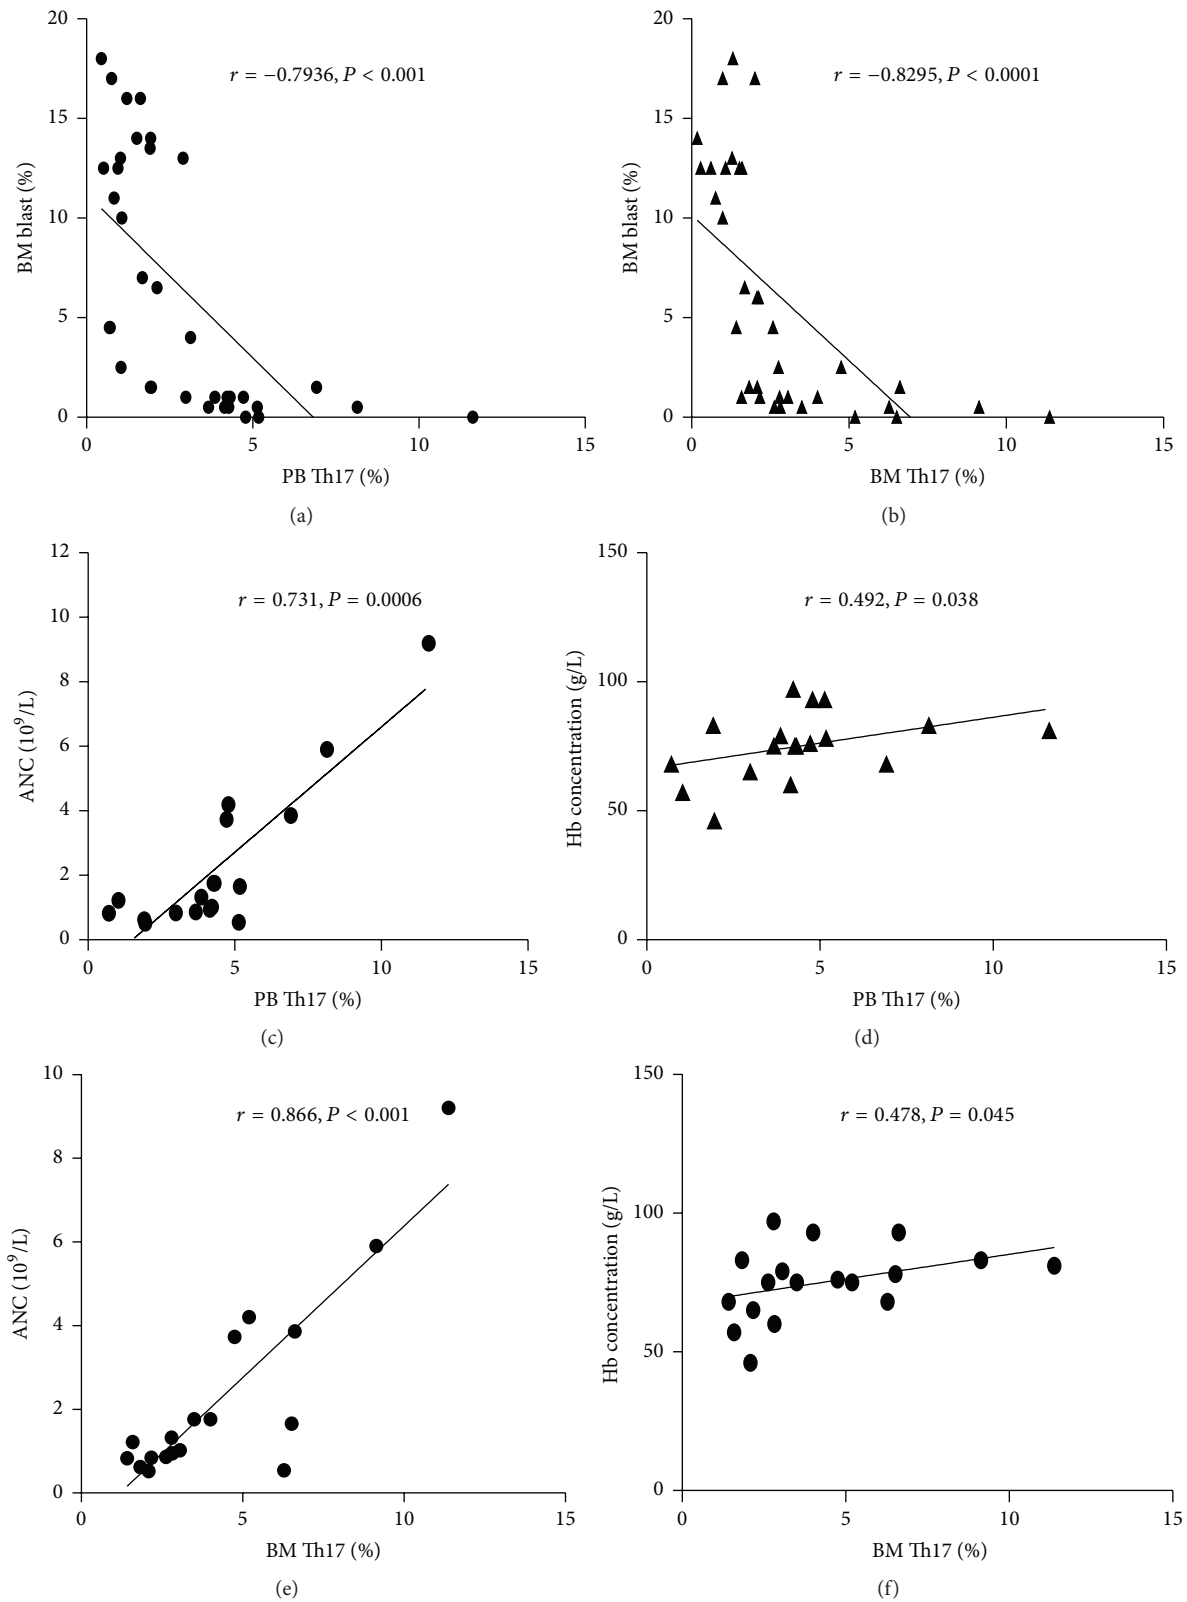 20
15
10
5
0
BM blast (%)
r = −0.7936, P < 0.001
0 5 10 15
PB Th17 (%)
(a)
20
15
10
5
0
BM blast (%)
r = −0.8295, P < 0.0001
0 5 10 15
BM Th17 (%)
(b)
12
10
8
6
4
2
0
ANC (10⁹/L)
r = 0.731, P = 0.0006
0 5 10 15
PB Th17 (%)
(c)
150
100
50
0
Hb concentration (g/L)
r = 0.492, P = 0.038
0 5 10 15
PB Th17 (%)
(d)
10
8
6
4
2
0
ANC (10⁹/L)
r = 0.866, P < 0.001
0 5 10 15
BM Th17 (%)
(e)
150
100
50
0
Hb concentration (g/L)
r = 0.478, P = 0.045
0 5 10 15
BM Th17 (%)
(f)